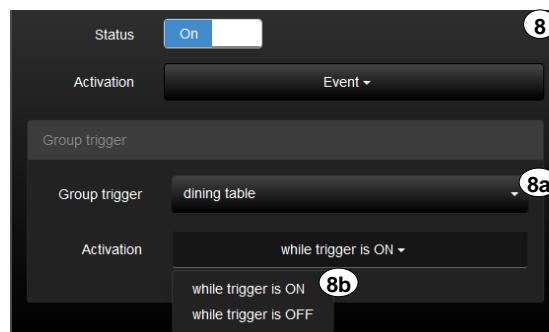 8
Status On
Activation Event
Group trigger
Group trigger dining table 8a
Activation while trigger is ON
while trigger is ON 8b
while trigger is OFF